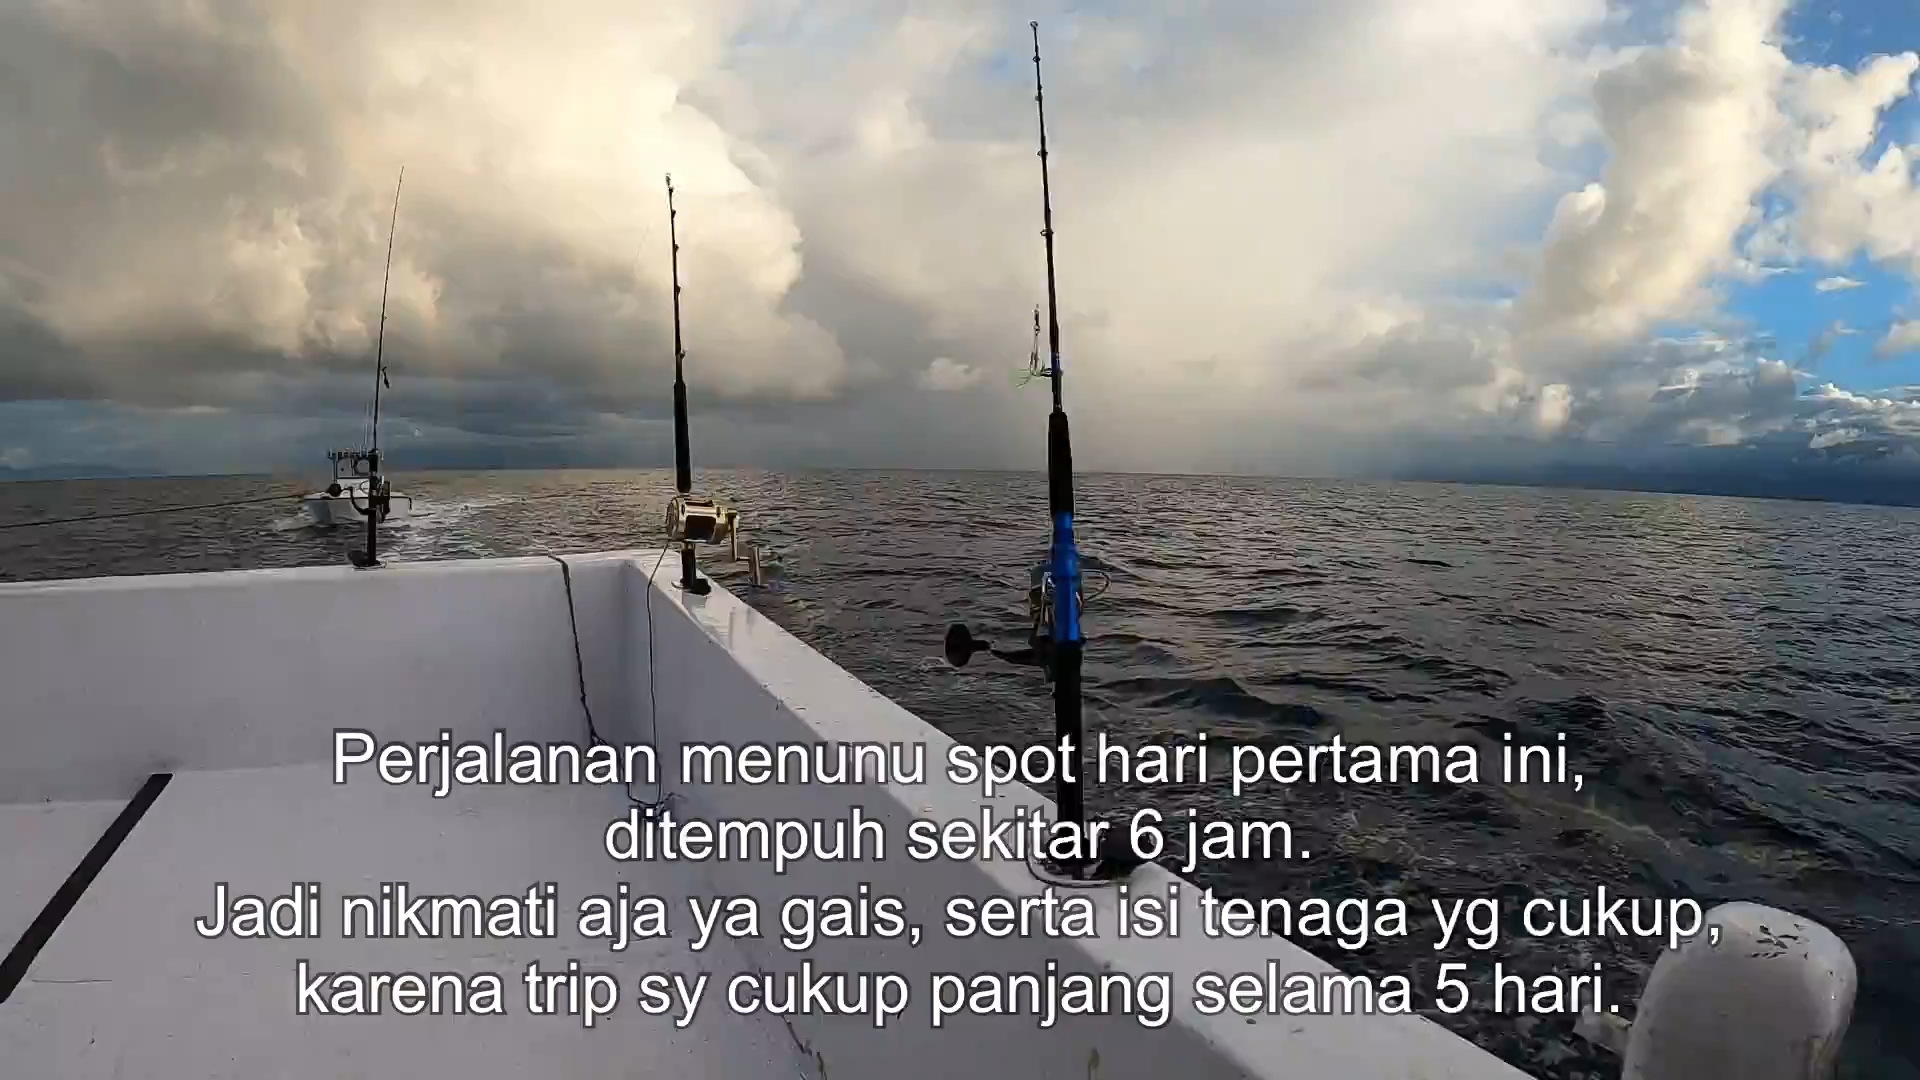 Perjalanan menunu spot hari pertama ini,
ditempuh sekitar 6 jam.
Jadi nikmati aja ya gais, serta isi tenaga yg cukup,
karena trip sy cukup panjang selama 5 hari.